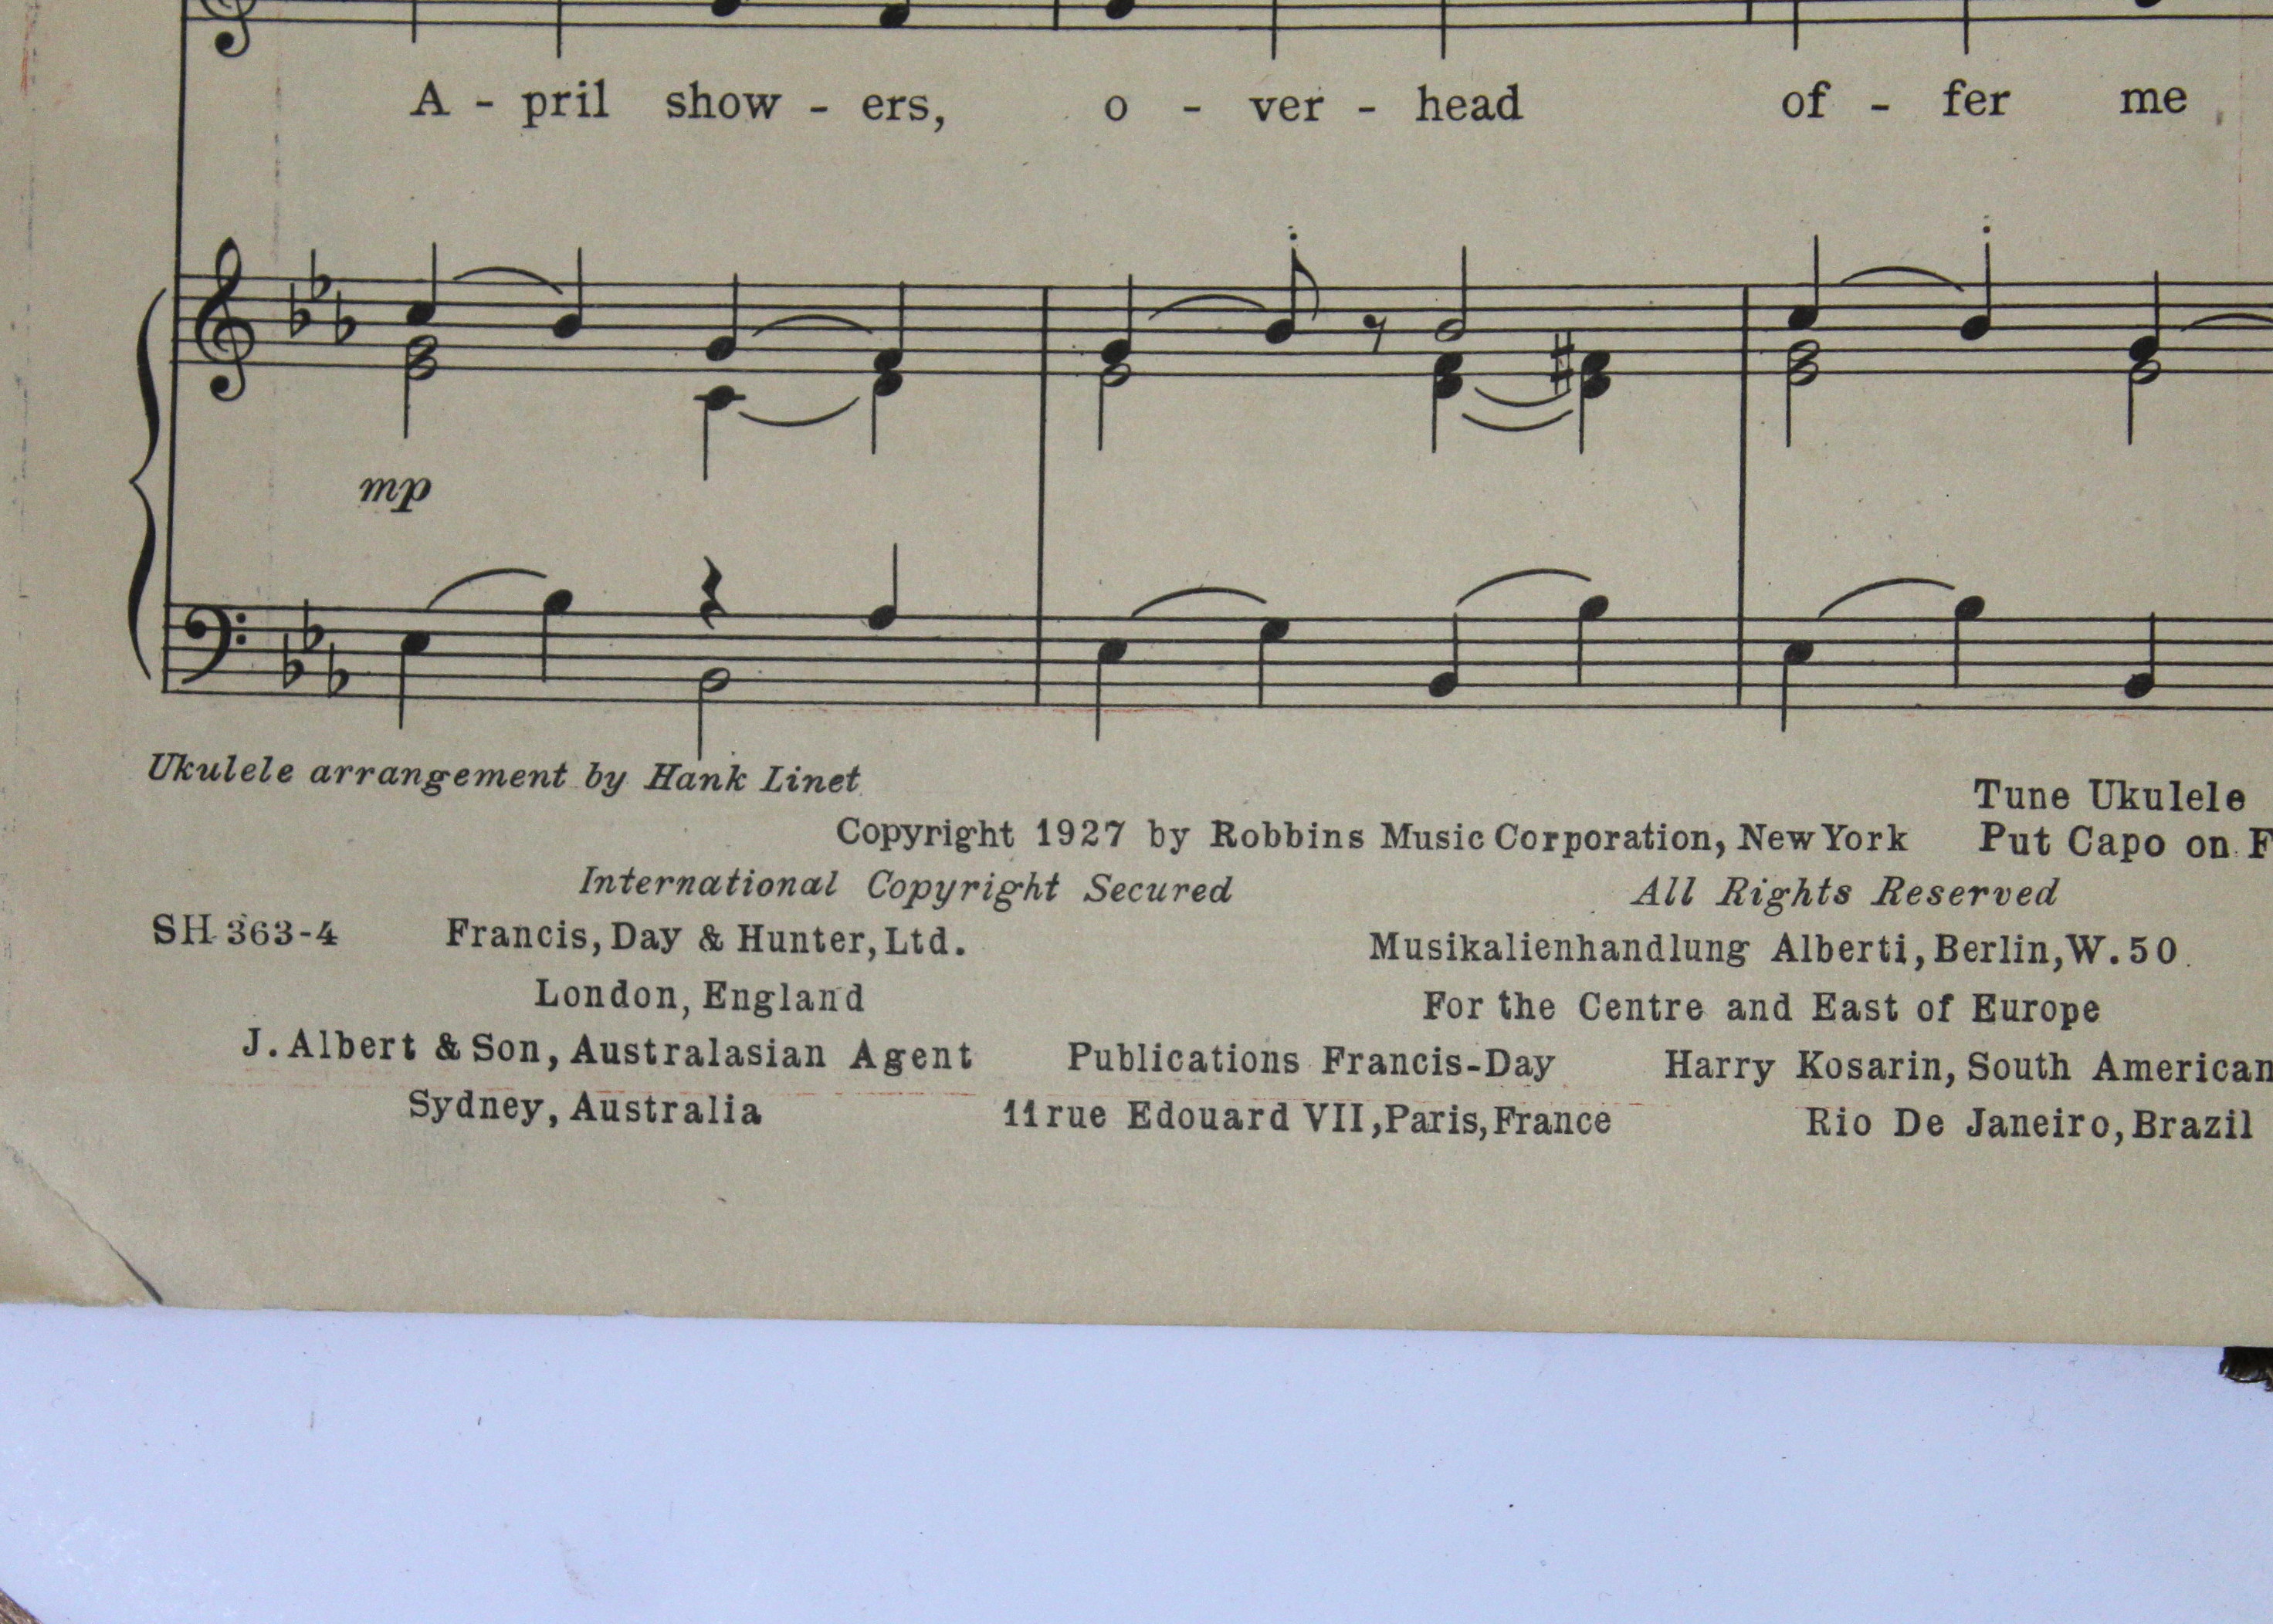 A - pril show - ers, o - ver - head of - fer me
mp
Ukulele arrangement by Hank Linet
Tune Ukulele
Copyright 1927 by Robbins Music Corporation, New York Put Capo on F
International Copyright Secured All Rights Reserved
SH 363-4 Francis, Day & Hunter, Ltd. Musikalienhandlung Alberti, Berlin, W. 50
London, England For the Centre and East of Europe
J. Albert & Son, Australasian Agent Publications Francis-Day Harry Kosarin, South American
Sydney, Australia 11 rue Edouard VII, Paris, France Rio De Janeiro, Brazil